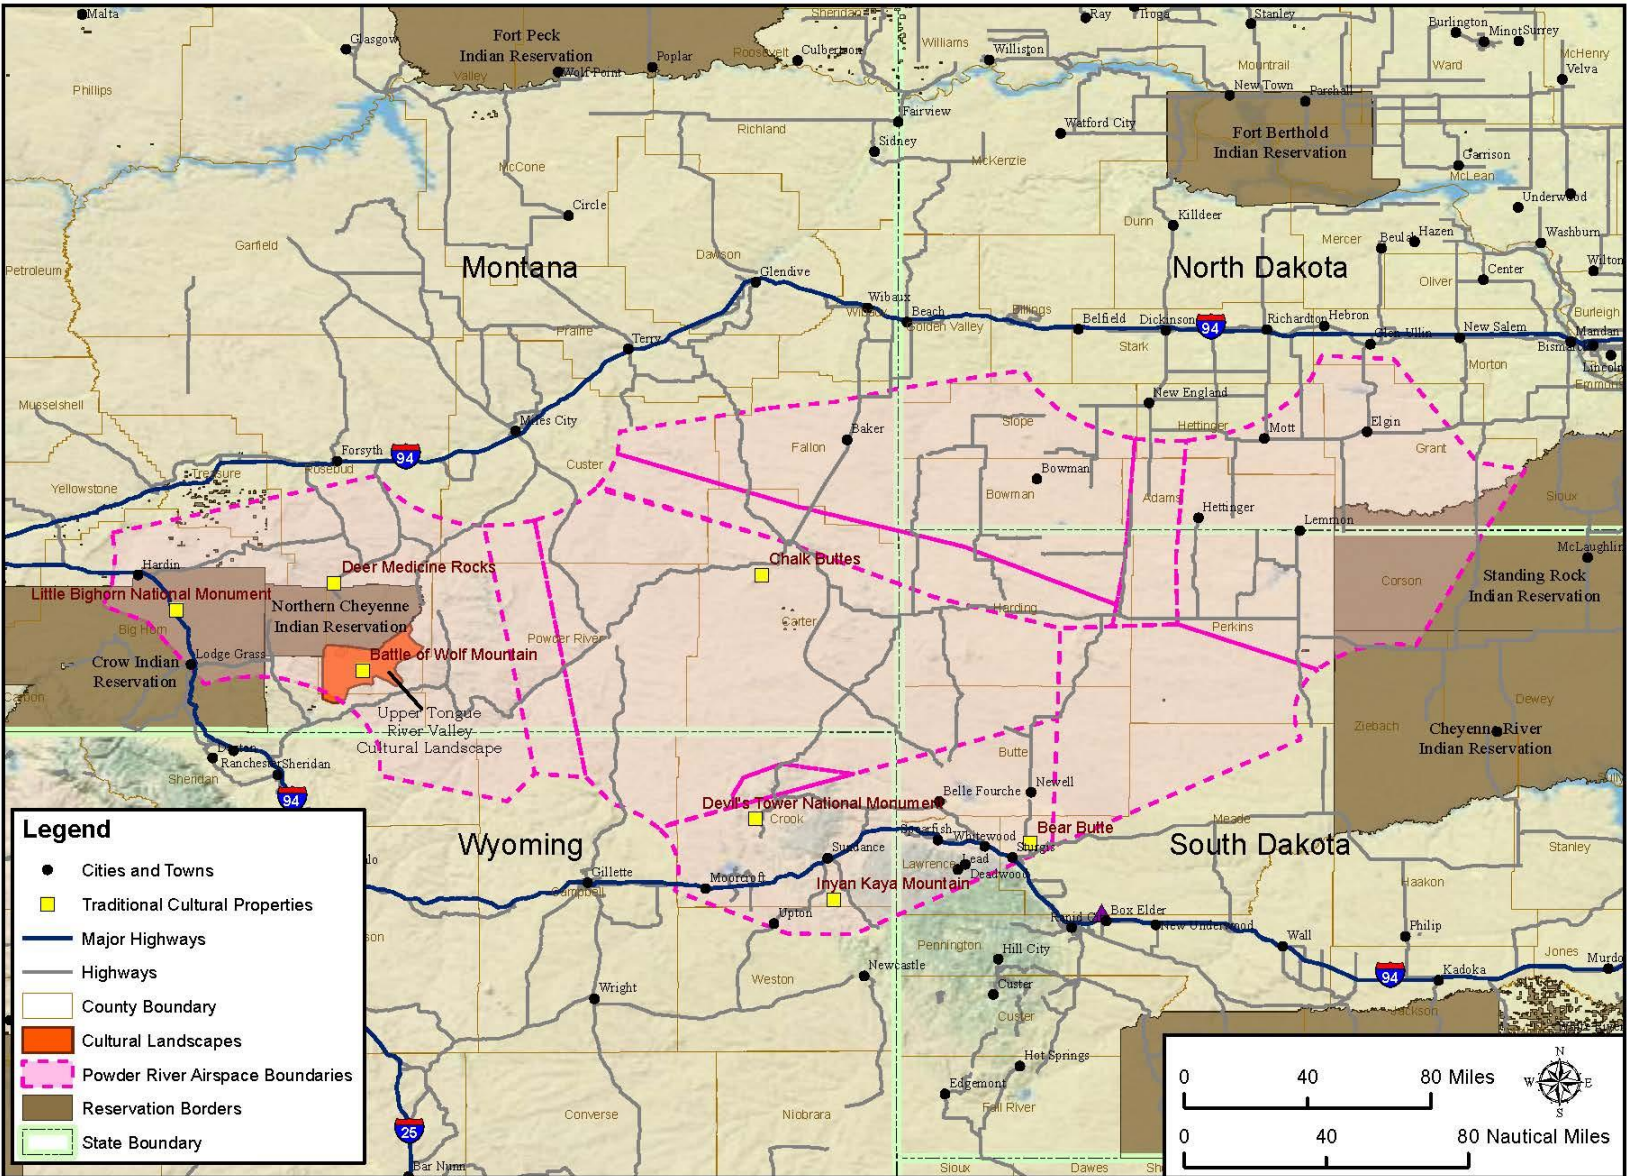 Malta
Glasgow
Fort Peck
Indian Reservation
Valley
Wolf Point
Poplar
Roosevelt
Culbertson
Sheridan
Williams
Williston
Ray
Tioga
Stanley
Mountrail
Burlington
Minot
Surrey
Ward
McHenry
Velva
Phillips
Richland
Fairview
Sidney
Watford City
McKenzie
New Town
Parshall
Fort Berthold
Indian Reservation
Garrison
McLean
Underwood
McCone
Circle
Garfield
Petroleum
Dawson
Montana
Glendive
Dunn
Killdeer
Mercer
Beulah
Hazen
Washburn
North Dakota
Oliver
Center
Wilton
Burleigh
Wibaux
Beach
Golden Valley
Billings
Belfield
Dickinson
94
Richardton
Hebron
Glen Ullin
New Salem
Mandan
Bismarck
Lincoln
Emmons
Stark
Morton
Prairie
Terry
Musselshell
Miles City
Forsyth
94
Treasure
Rosebud
Yellowstone
Custer
Fallon
Baker
Slope
New England
Hettinger
Mott
Elgin
Grant
Bowman
Bowman
Adams
Hettinger
Lemmon
Sioux
McLaughlin
Hardin
Deer Medicine Rocks
Chalk Buttes
Corson
Standing Rock
Indian Reservation
Little Bighorn National Monument
Northern Cheyenne
Indian Reservation
Big Horn
Harding
Perkins
Carter
Powder River
Lodge Grass
Crow Indian
Reservation
Battle of Wolf Mountain
Carbon
Upper Tongue
River Valley
Cultural Landscape
Dewey
Ziebach
Cheyenne River
Indian Reservation
Butte
Dayton
Ranchester
Sheridan
Sheridan
94
Newell
Belle Fourche
Devil's Tower National Monument
Crook
Bear Butte
Meade
Wyoming
South Dakota
Spearfish
Whitewood
Sturgis
Lawrence
Lead
Deadwood
Stanley
Sundance
Gillette
Campbell
Moorcroft
Inyan Kaya Mountain
Haakon
Upton
Box Elder
Rapid City
New Underwood
Philip
Wall
Jones
Pennington
Hill City
Newcastle
Weston
Custer
Custer
Wright
94
Kadoka
Murdo
Jackson
Hot Springs
Edgemont
Fall River
Converse
Niobrara
25
Bar Nunn
Sioux
Dawes
Legend
Cities and Towns
Traditional Cultural Properties
Major Highways
Highways
County Boundary
Cultural Landscapes
Powder River Airspace Boundaries
Reservation Borders
State Boundary
0 40 80 Miles
0 40 80 Nautical Miles
N
W E
S